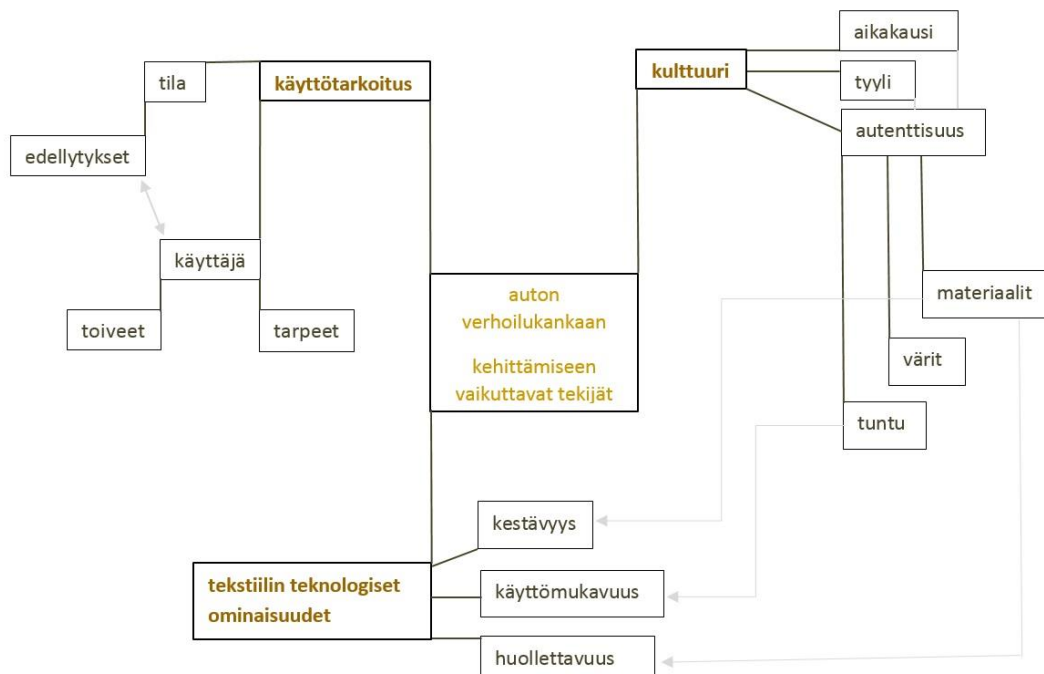 aikakausi
tila
käyttötarkoitus
kulttuuri
tyyli
autenttisuus
edellytykset
käyttäjä
materiaalit
auton
verhoilukankaan
toiveet
tarpeet
kehittämiseen
vaikuttavat tekijät
värit
tuntu
kestävyys
tekstiilin teknologiset
ominaisuudet
käyttömukavuus
huollettavuus